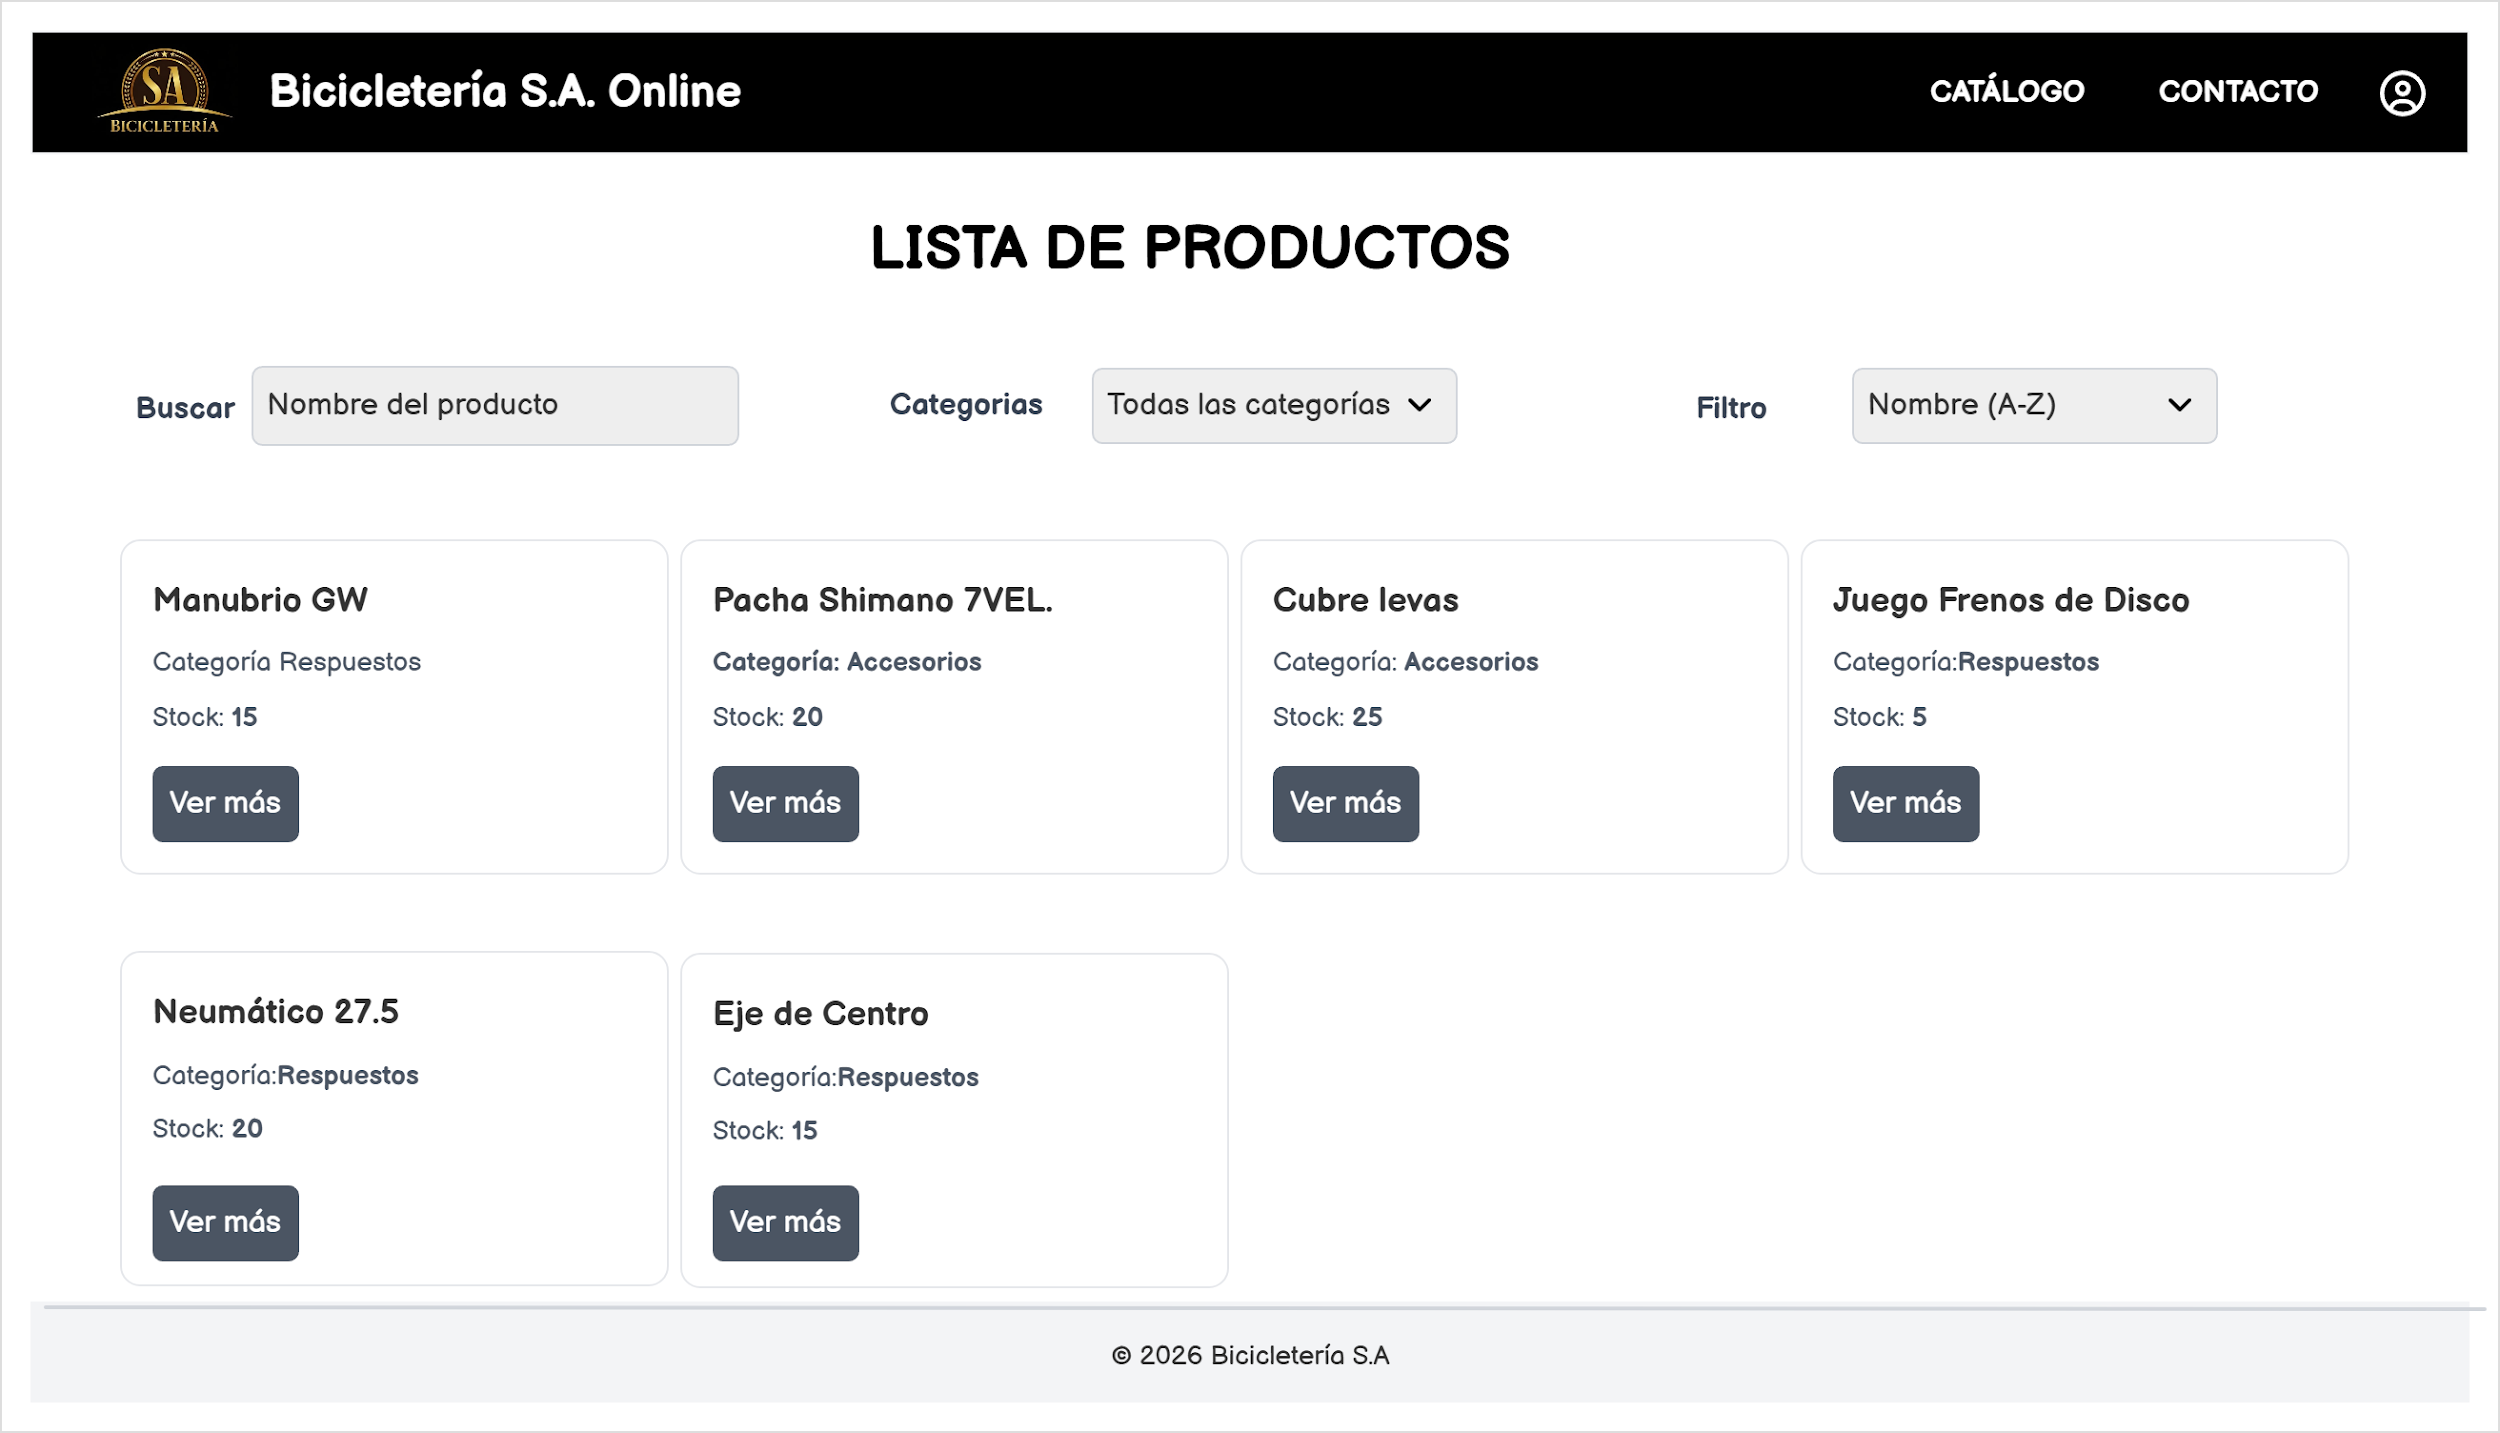 SA
BICICLETERÍA
Bicicletería S.A. Online
CATÁLOGO
CONTACTO
LISTA DE PRODUCTOS
Buscar
Nombre del producto
Categorias
Todas las categorías
Filtro
Nombre (A-Z)
Manubrio GW
Categoría Respuestos
Stock: 15
Ver más
Pacha Shimano 7VEL.
Categoría: Accesorios
Stock: 20
Ver más
Cubre levas
Categoría: Accesorios
Stock: 25
Ver más
Juego Frenos de Disco
Categoría:Respuestos
Stock: 5
Ver más
Neumático 27.5
Categoría:Respuestos
Stock: 20
Ver más
Eje de Centro
Categoría:Respuestos
Stock: 15
Ver más
© 2026 Bicicletería S.A